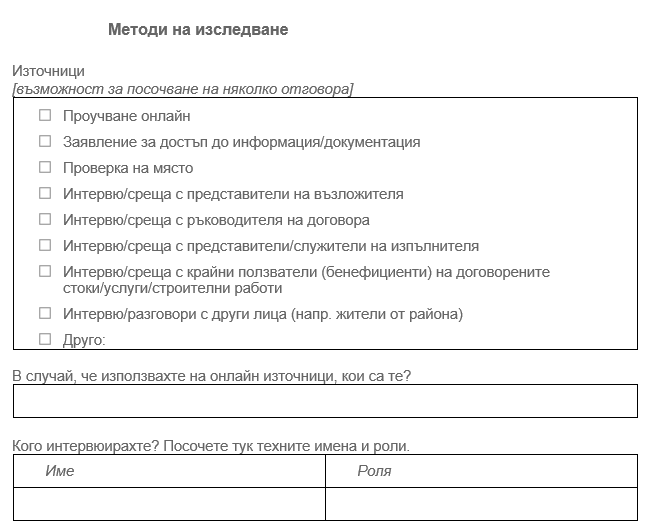 Методи на изследване
Източници
[възможност за посочване на няколко отговора]
Проучване онлайн
Заявление за достъп до информация/документация
Проверка на място
Интервю/среща с представители на възложителя
Интервю/среща с ръководителя на договора
Интервю/среща с представители/служители на изпълнителя
Интервю/среща с крайни ползватели (бенефициенти) на договорените
стоки/услуги/строителни работи
Интервю/разговори с други лица (напр. жители от района)
Друго:
В случай, че използвахте на онлайн източници, кои са те?
Кого интервюирахте? Посочете тук техните имена и роли.
Име Роля